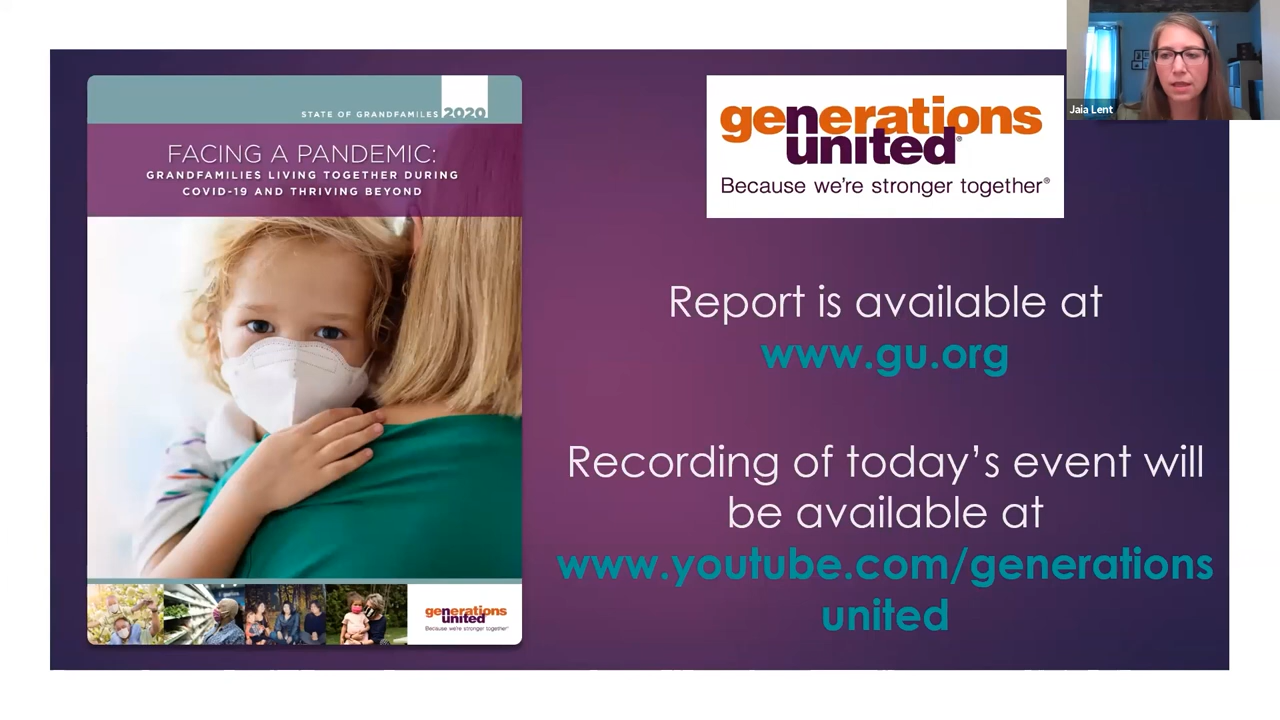 STATE OF GRANDFAMILIES 2020
FACING A PANDEMIC:
GRANDFAMILIES LIVING TOGETHER DURING
COVID-19 AND THRIVING BEYOND
generations
united
Because we're stronger together®
generations
united®
Because we're stronger together®
Jaia Lent
Report is available at
www.gu.org
Recording of today's event will
be available at
www.youtube.com/generations
united